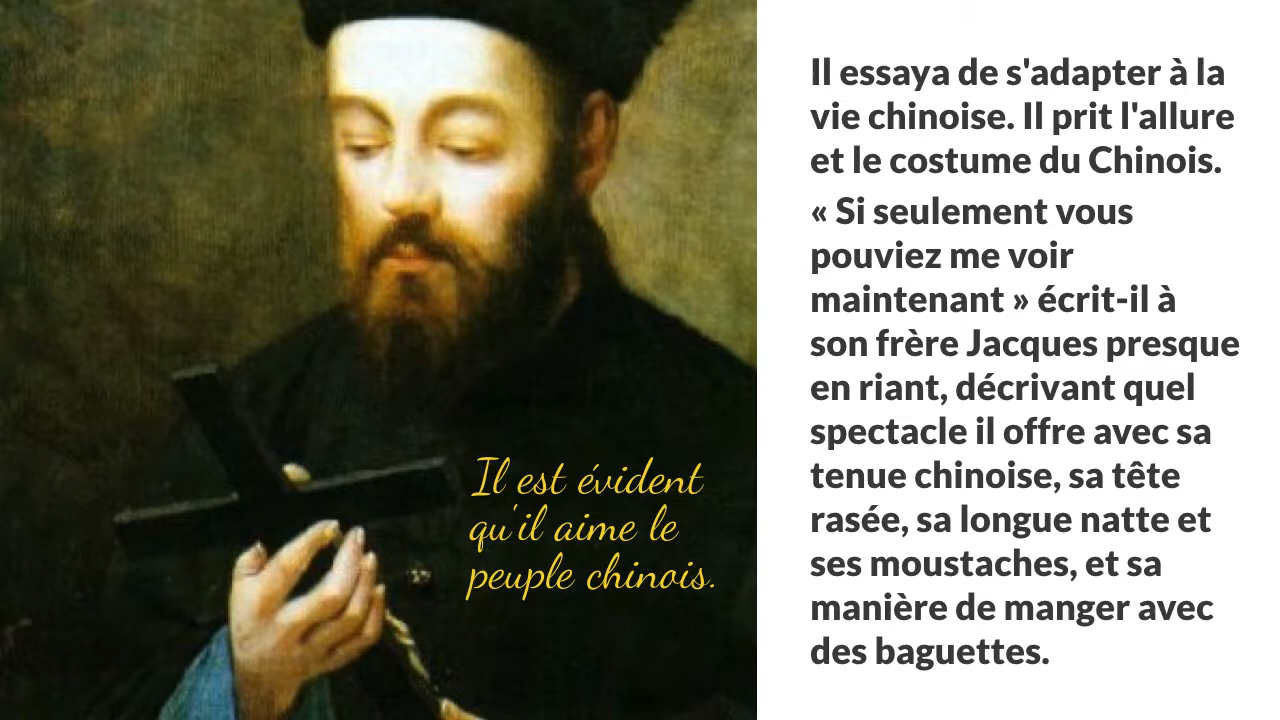 Il est évident
qu'il aime le
peuple chinois.
Il essaya de s'adapter à la
vie chinoise. Il prit l'allure
et le costume du Chinois.
« Si seulement vous
pouviez me voir
maintenant » écrit-il à
son frère Jacques presque
en riant, décrivant quel
spectacle il offre avec sa
tenue chinoise, sa tête
rasée, sa longue natte et
ses moustaches, et sa
manière de manger avec
des baguettes.